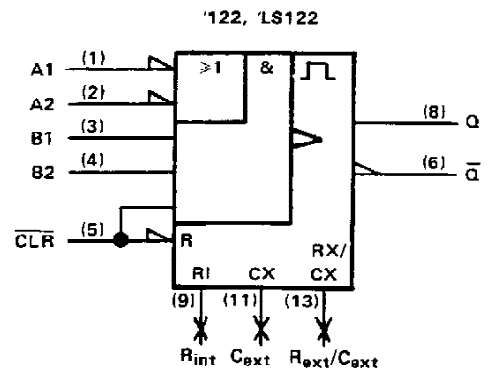 '122, 'LS122
A1 (1) ≥1 & 
A2 (2)
B1 (3) (8) Q
B2 (4) (6) Q̅
C̅L̅R̅ (5) R
RX/
RI CX CX
(9) (11) (13)
Rint Cext Rext/Cext